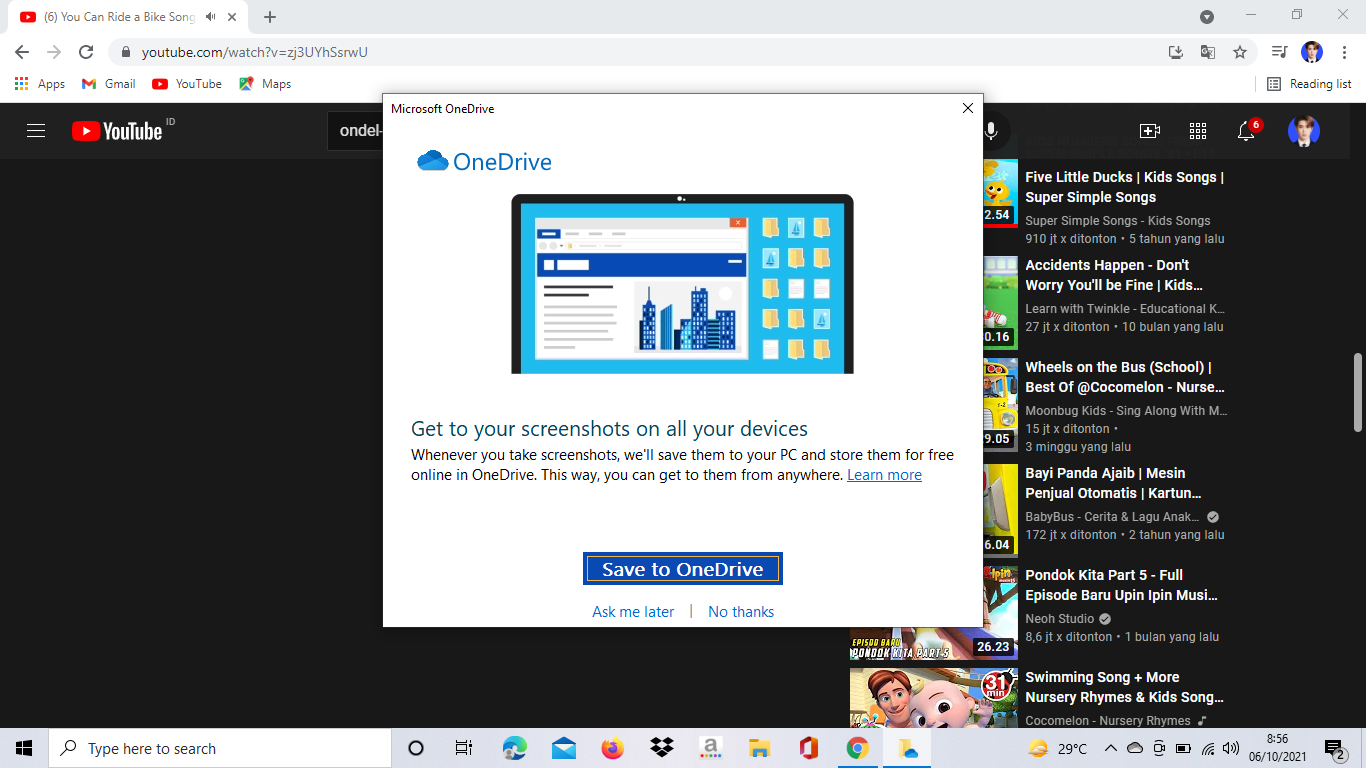 (6) You Can Ride a Bike Song
youtube.com/watch?v=zj3UYhSsrwU
Apps
Gmail
YouTube
Maps
Reading list
Microsoft OneDrive
YouTube ID
ondel-
6
OneDrive
Get to your screenshots on all your devices
Whenever you take screenshots, we'll save them to your PC and store them for free
online in OneDrive. This way, you can get to them from anywhere. Learn more
Save to OneDrive
Ask me later | No thanks
2.54
Five Little Ducks | Kids Songs |
Super Simple Songs
Super Simple Songs - Kids Songs
910 jt x ditonton • 5 tahun yang lalu
0.16
Accidents Happen - Don't
Worry You'll be Fine | Kids...
Learn with Twinkle - Educational K...
27 jt x ditonton • 10 bulan yang lalu
9.05
Wheels on the Bus (School) |
Best Of @Cocomelon - Nurse...
Moonbug Kids - Sing Along With M...
15 jt x ditonton •
3 minggu yang lalu
6.04
Bayi Panda Ajaib | Mesin
Penjual Otomatis | Kartun...
BabyBus - Cerita & Lagu Anak...
172 jt x ditonton • 2 tahun yang lalu
EPISOD BARU
PONDOK KITA PART 5
26.23
Pondok Kita Part 5 - Full
Episode Baru Upin Ipin Musi...
Neoh Studio
8,6 jt x ditonton • 1 bulan yang lalu
31
min
Swimming Song + More
Nursery Rhymes & Kids Song...
Cocomelon - Nursery Rhymes
Type here to search
a
29°C
8:56
06/10/2021
2